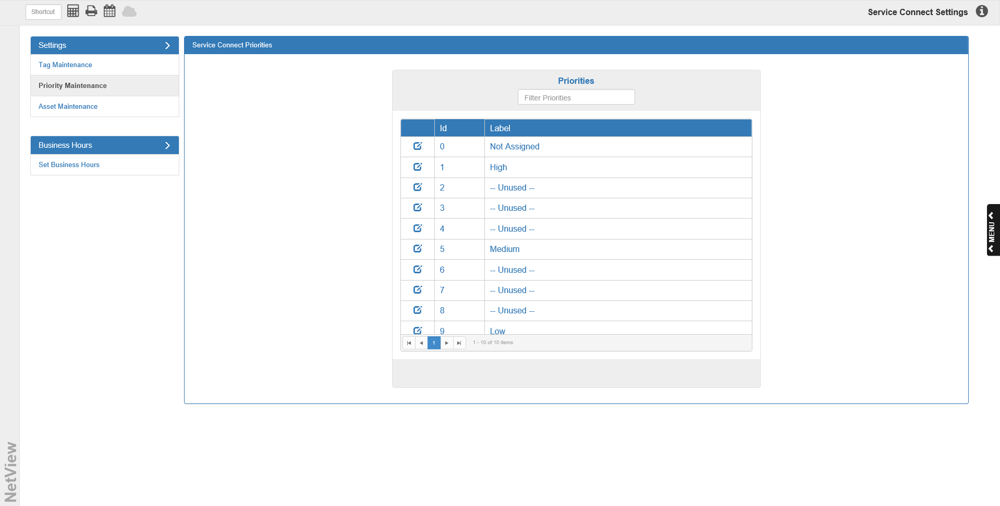 Shortcut
Service Connect Settings
Settings
Tag Maintenance
Priority Maintenance
Asset Maintenance
Business Hours
Set Business Hours
Service Connect Priorities
Priorities
Filter Priorities
Id Label
0 Not Assigned
1 High
2 -- Unused --
3 -- Unused --
4 -- Unused --
5 Medium
6 -- Unused --
7 -- Unused --
8 -- Unused --
9 Low
1 1 - 10 of 10 items
MENU
NetView